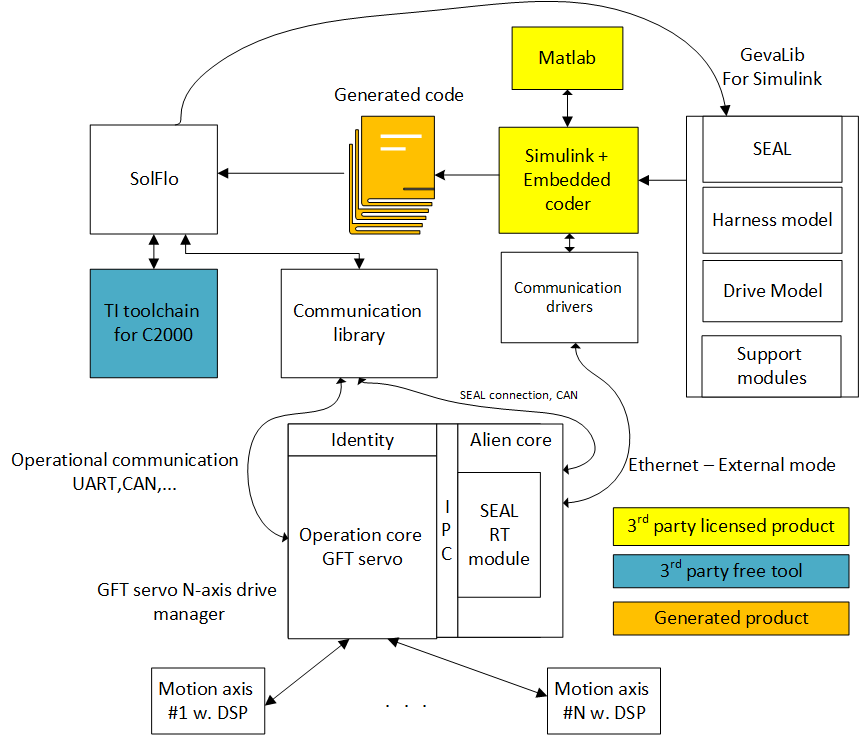 GevaLib
For Simulink
Matlab
Generated code
SolFlo
Simulink +
Embedded
coder
SEAL
Harness model
Drive Model
Support
modules
TI toolchain
for C2000
Communication
library
Communication
drivers
SEAL connection, CAN
Operational communication
UART,CAN,...
Identity
Alien core
Ethernet – External mode
Operation core
GFT servo
I
P
C
SEAL
RT
module
3rd party licensed product
3rd party free tool
Generated product
GFT servo N-axis drive
manager
Motion axis
#1 w. DSP
. . .
Motion axis
#N w. DSP